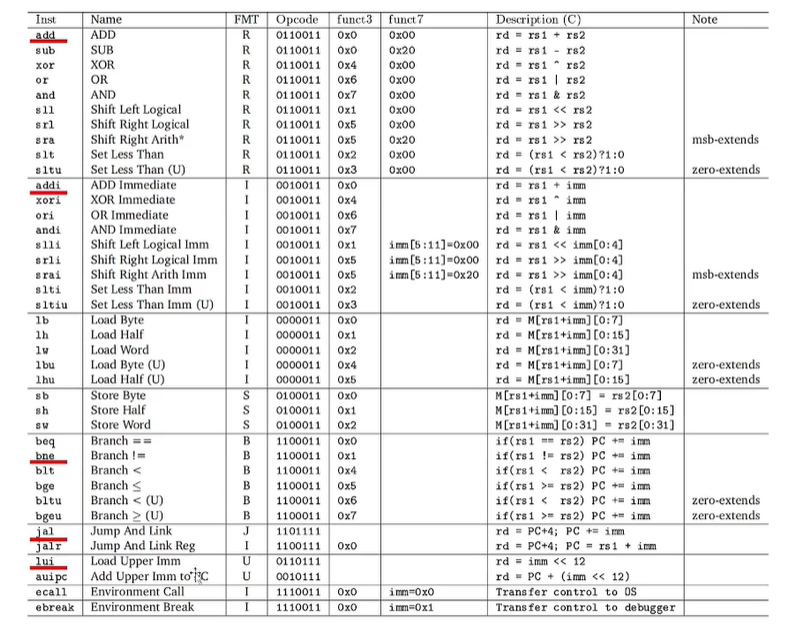 Inst Name FMT Opcode funct3 funct7 Description (C) Note
add ADD R 0110011 0x0 0x00 rd = rs1 + rs2
sub SUB R 0110011 0x0 0x20 rd = rs1 - rs2
xor XOR R 0110011 0x4 0x00 rd = rs1 ^ rs2
or OR R 0110011 0x6 0x00 rd = rs1 | rs2
and AND R 0110011 0x7 0x00 rd = rs1 & rs2
sll Shift Left Logical R 0110011 0x1 0x00 rd = rs1 << rs2
srl Shift Right Logical R 0110011 0x5 0x00 rd = rs1 >> rs2
sra Shift Right Arith* R 0110011 0x5 0x20 rd = rs1 >> rs2 msb-extends
slt Set Less Than R 0110011 0x2 0x00 rd = (rs1 < rs2)?1:0
sltu Set Less Than (U) R 0110011 0x3 0x00 rd = (rs1 < rs2)?1:0 zero-extends
addi ADD Immediate I 0010011 0x0 rd = rs1 + imm
xori XOR Immediate I 0010011 0x4 rd = rs1 ^ imm
ori OR Immediate I 0010011 0x6 rd = rs1 | imm
andi AND Immediate I 0010011 0x7 rd = rs1 & imm
slli Shift Left Logical Imm I 0010011 0x1 imm[5:11]=0x00 rd = rs1 << imm[0:4]
srli Shift Right Logical Imm I 0010011 0x5 imm[5:11]=0x00 rd = rs1 >> imm[0:4]
srai Shift Right Arith Imm I 0010011 0x5 imm[5:11]=0x20 rd = rs1 >> imm[0:4] msb-extends
slti Set Less Than Imm I 0010011 0x2 rd = (rs1 < imm)?1:0
sltiu Set Less Than Imm (U) I 0010011 0x3 rd = (rs1 < imm)?1:0 zero-extends
lb Load Byte I 0000011 0x0 rd = M[rs1+imm][0:7]
lh Load Half I 0000011 0x1 rd = M[rs1+imm][0:15]
lw Load Word I 0000011 0x2 rd = M[rs1+imm][0:31]
lbu Load Byte (U) I 0000011 0x4 rd = M[rs1+imm][0:7] zero-extends
lhu Load Half (U) I 0000011 0x5 rd = M[rs1+imm][0:15] zero-extends
sb Store Byte S 0100011 0x0 M[rs1+imm][0:7] = rs2[0:7]
sh Store Half S 0100011 0x1 M[rs1+imm][0:15] = rs2[0:15]
sw Store Word S 0100011 0x2 M[rs1+imm][0:31] = rs2[0:31]
beq Branch == B 1100011 0x0 if(rs1 == rs2) PC += imm
bne Branch != B 1100011 0x1 if(rs1 != rs2) PC += imm
blt Branch < B 1100011 0x4 if(rs1 < rs2) PC += imm
bge Branch ≤ B 1100011 0x5 if(rs1 >= rs2) PC += imm
bltu Branch < (U) B 1100011 0x6 if(rs1 < rs2) PC += imm zero-extends
bgeu Branch ≥ (U) B 1100011 0x7 if(rs1 >= rs2) PC += imm zero-extends
jal Jump And Link J 1101111 rd = PC+4; PC += imm
jalr Jump And Link Reg I 1100111 0x0 rd = PC+4; PC = rs1 + imm
lui Load Upper Imm U 0110111 rd = imm << 12
auipc Add Upper Imm to PC U 0010111 rd = PC + (imm << 12)
ecall Environment Call I 1110011 0x0 imm=0x0 Transfer control to OS
ebreak Environment Break I 1110011 0x0 imm=0x1 Transfer control to debugger